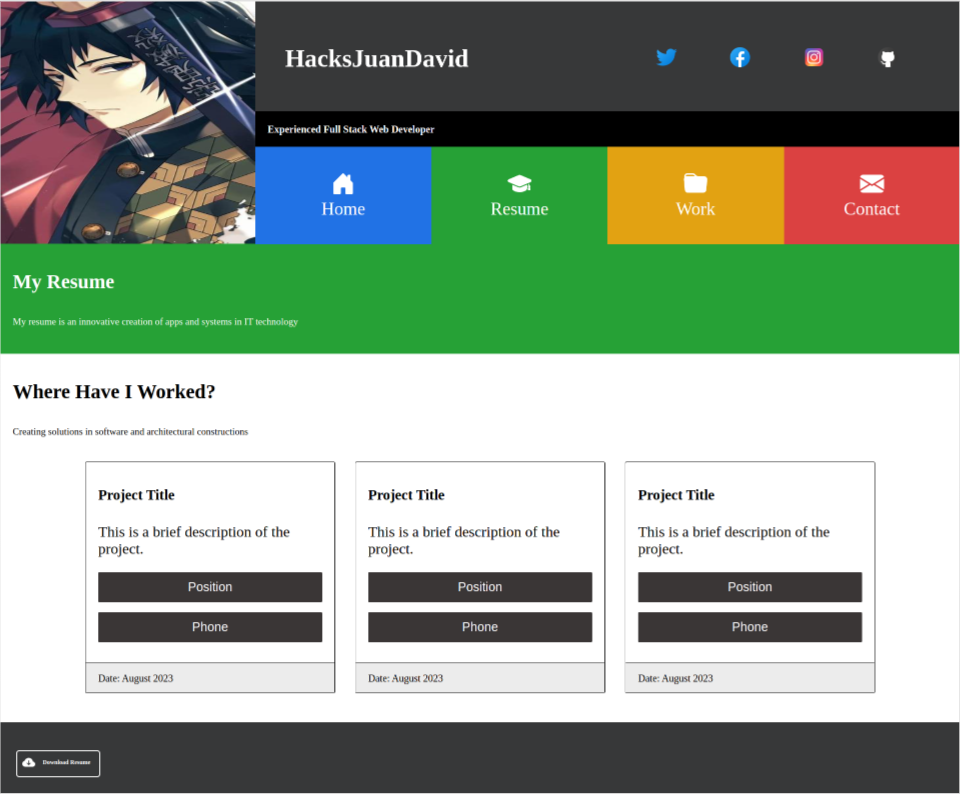 HacksJuanDavid
Experienced Full Stack Web Developer
Home
Resume
Work
Contact
My Resume
My resume is an innovative creation of apps and systems in IT technology
Where Have I Worked?
Creating solutions in software and architectural constructions
Project Title
This is a brief description of the
project.
Position
Phone
Date: August 2023
Project Title
This is a brief description of the
project.
Position
Phone
Date: August 2023
Project Title
This is a brief description of the
project.
Position
Phone
Date: August 2023
Download Resume